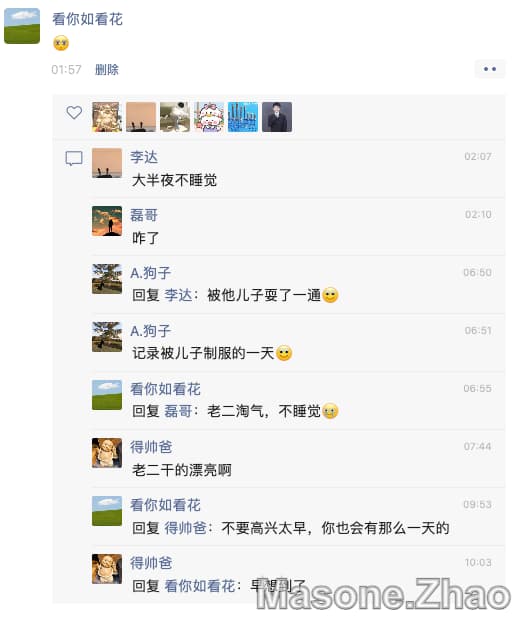 看你如看花
01:57 删除
李达 02:07
大半夜不睡觉
磊哥 02:10
咋了
A.狗子 06:50
回复 李达：被他儿子耍了一通
A.狗子 06:51
记录被儿子制服的一天
看你如看花 06:55
回复 磊哥：老二淘气，不睡觉
得帅爸 07:44
老二干的漂亮啊
看你如看花 09:53
回复 得帅爸：不要高兴太早，你也会有那么一天的
得帅爸 10:03
回复 看你如看花：早想到了
Masone.Zhao